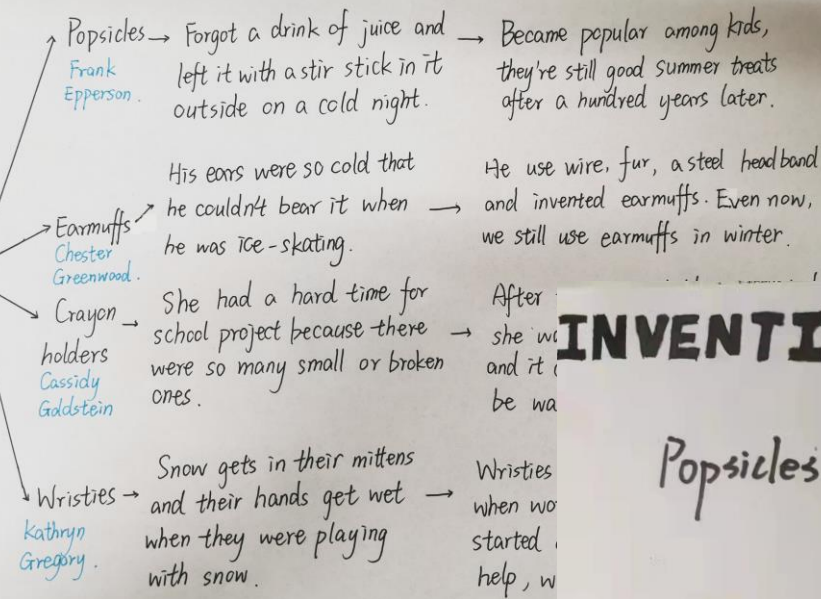 Popsicles → Forgot a drink of juice and → Became popular among kids,
Frank
Epperson.
left it with a stir stick in it
outside on a cold night.
they're still good summer treats
after a hundred years later.
Earmuffs
Chester
Greenwood.
His ears were so cold that
he couldn't bear it when →
he was ice-skating.
He use wire, fur, a steel headband
and invented earmuffs. Even now,
we still use earmuffs in winter.
Crayon →
holders
Cassidy
Goldstein
She had a hard time for
school project because there →
were so many small or broken
ones.
After
she
and it
be
Wristies →
Kathryn
Gregory.
Snow gets in their mittens
and their hands get wet →
when they were playing
with snow.
Wristies
when
started
help,
INVENTI
Popsicles